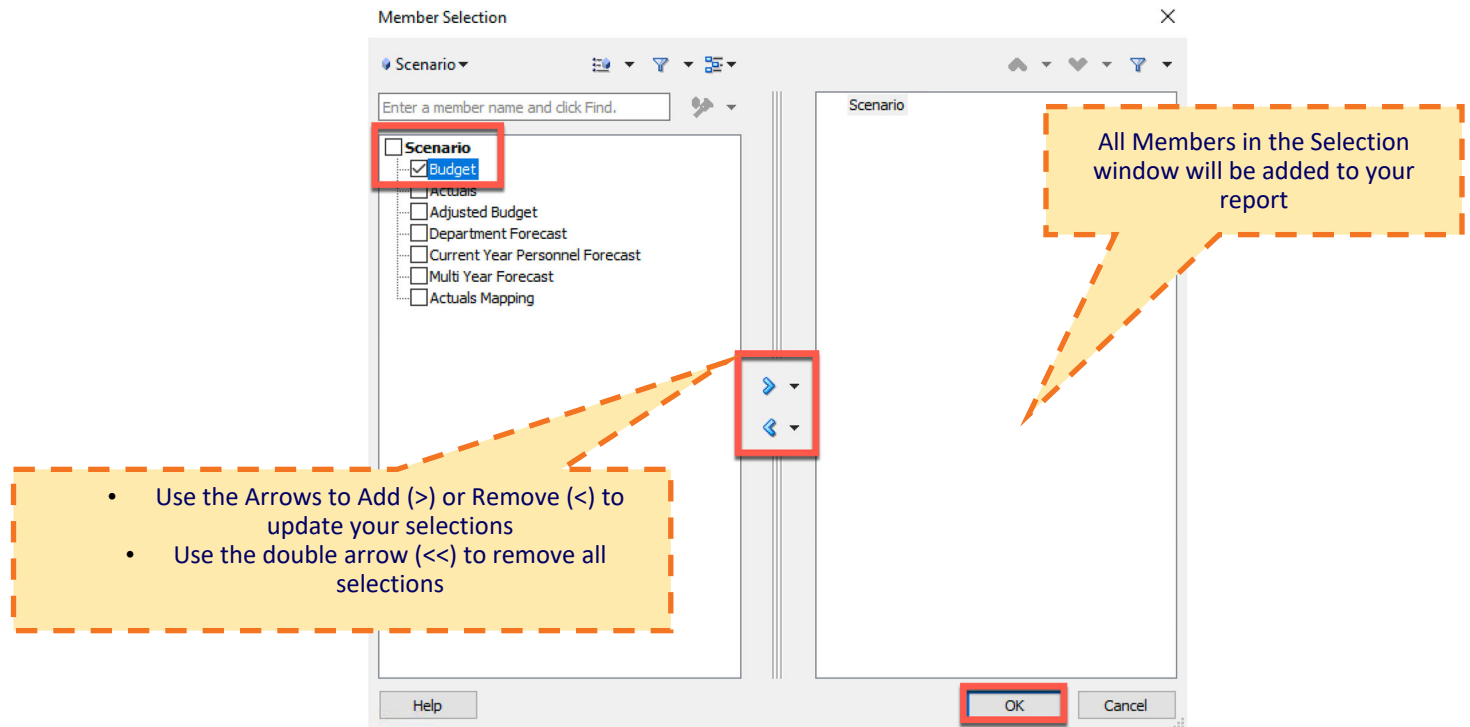 Member Selection
Scenario
Enter a member name and click Find.
Scenario
Budget
Actuals
Adjusted Budget
Department Forecast
Current Year Personnel Forecast
Multi Year Forecast
Actuals Mapping
Scenario
All Members in the Selection
window will be added to your
report
• Use the Arrows to Add (>) or Remove (<) to
update your selections
• Use the double arrow (<<) to remove all
selections
Help
OK
Cancel